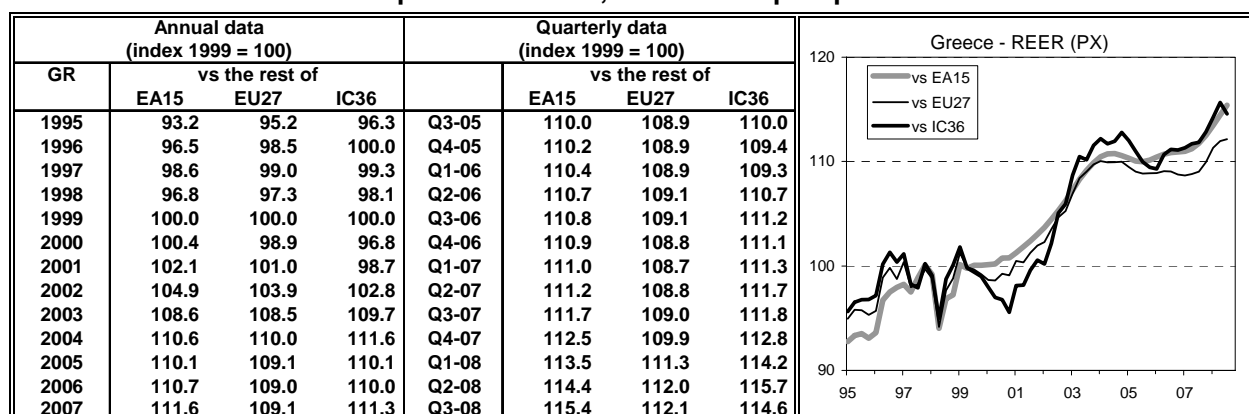 Annual data Quarterly data
(index 1999 = 100) (index 1999 = 100)
GR vs the rest of vs the rest of
EA15 EU27 IC36 EA15 EU27 IC36
1995 93.2 95.2 96.3 Q3-05 110.0 108.9 110.0
1996 96.5 98.5 100.0 Q4-05 110.2 108.9 109.4
1997 98.6 99.0 99.3 Q1-06 110.4 108.9 109.3
1998 96.8 97.3 98.1 Q2-06 110.7 109.1 110.7
1999 100.0 100.0 100.0 Q3-06 110.8 109.1 111.2
2000 100.4 98.9 96.8 Q4-06 110.9 108.8 111.1
2001 102.1 101.0 98.7 Q1-07 111.0 108.7 111.3
2002 104.9 103.9 102.8 Q2-07 111.2 108.8 111.7
2003 108.6 108.5 109.7 Q3-07 111.7 109.0 111.8
2004 110.6 110.0 111.6 Q4-07 112.5 109.9 112.8
2005 110.1 109.1 110.1 Q1-08 113.5 111.3 114.2
2006 110.7 109.0 110.0 Q2-08 114.4 112.0 115.7
2007 111.6 109.1 111.3 Q3-08 115.4 112.1 114.6
Greece - REER (PX)
vs EA15
vs EU27
vs IC36
120
110
100
90
95 97 99 01 03 05 07